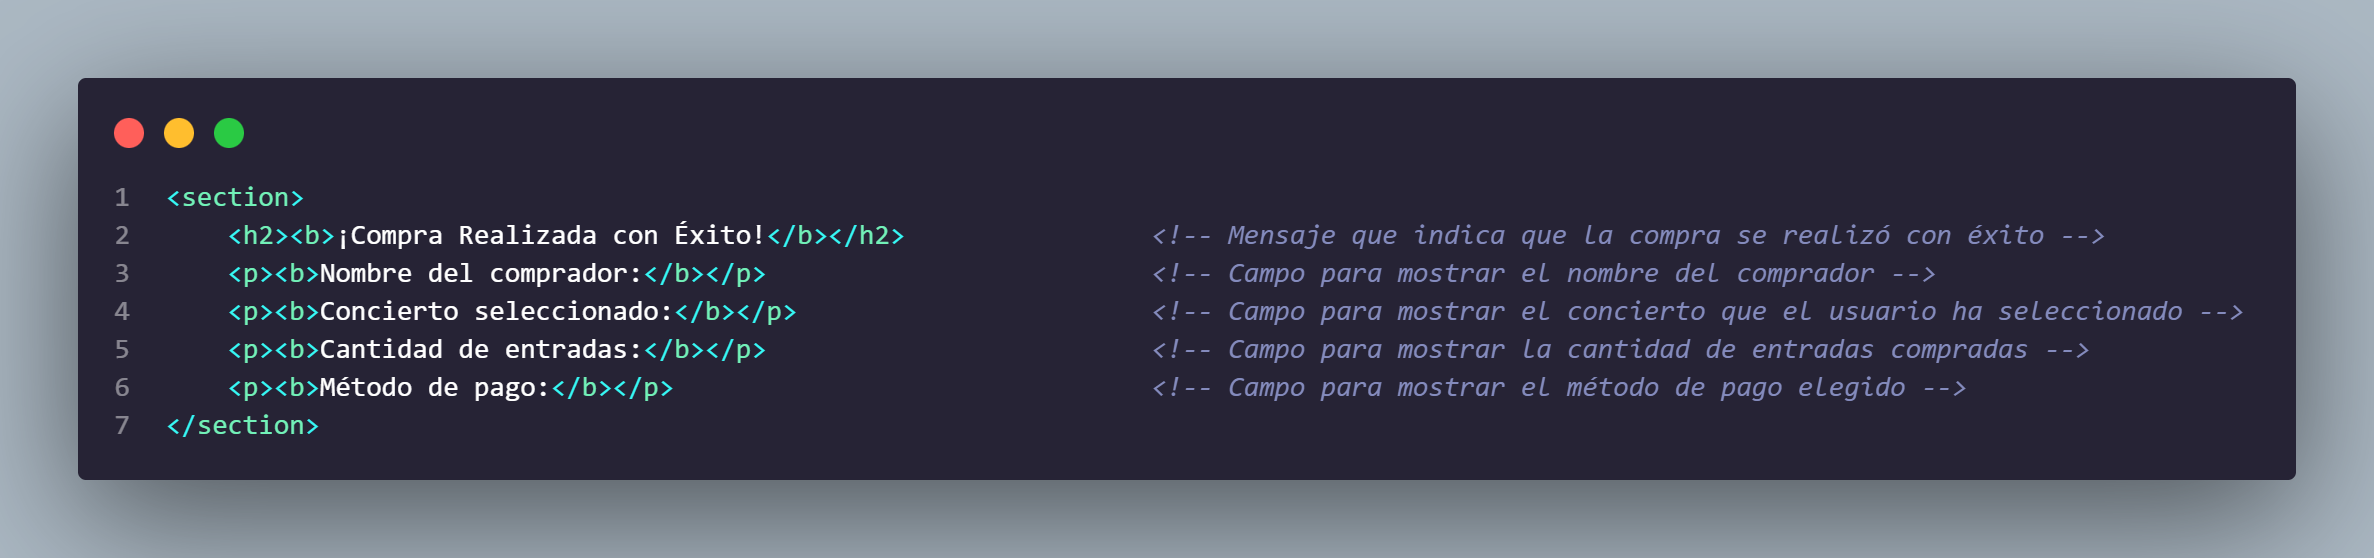 1 <section>
2     <h2><b>¡Compra Realizada con Éxito!</b></h2>                <!-- Mensaje que indica que la compra se realizó con éxito -->
3     <p><b>Nombre del comprador:</b></p>                         <!-- Campo para mostrar el nombre del comprador -->
4     <p><b>Concierto seleccionado:</b></p>                       <!-- Campo para mostrar el concierto que el usuario ha seleccionado -->
5     <p><b>Cantidad de entradas:</b></p>                         <!-- Campo para mostrar la cantidad de entradas compradas -->
6     <p><b>Método de pago:</b></p>                               <!-- Campo para mostrar el método de pago elegido -->
7 </section>